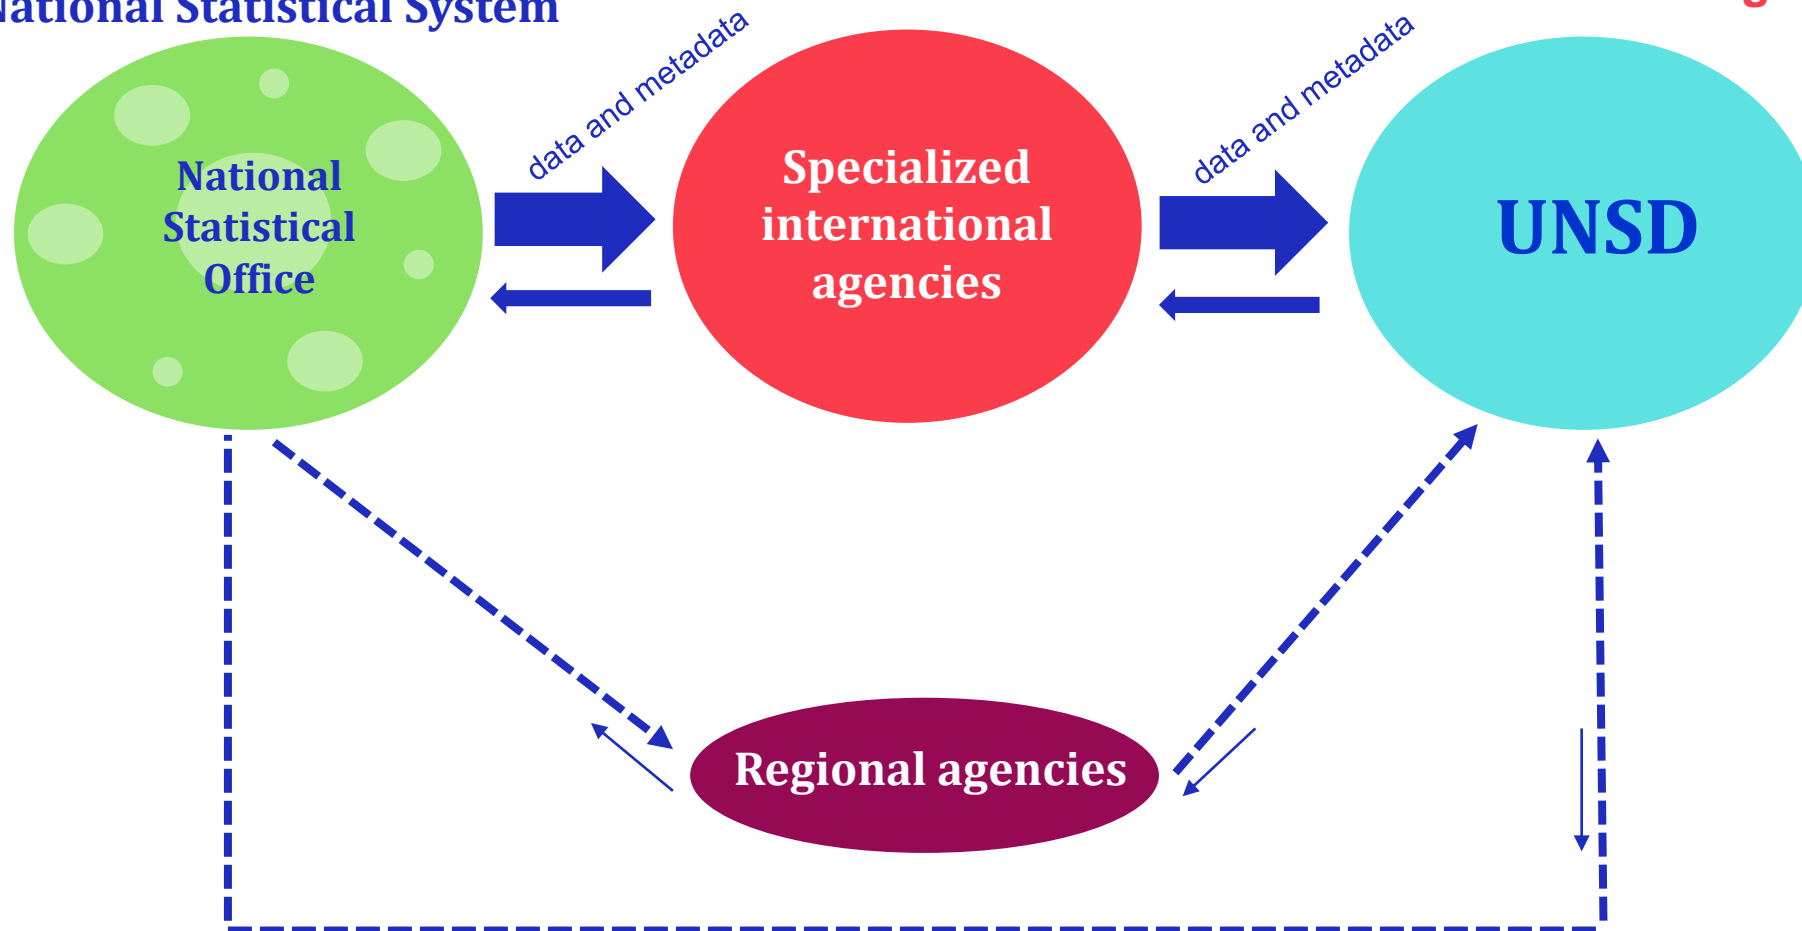 National Statistical System
g
data and metadata
data and metadata
National
Statistical
Office
Specialized
international
agencies
UNSD
Regional agencies